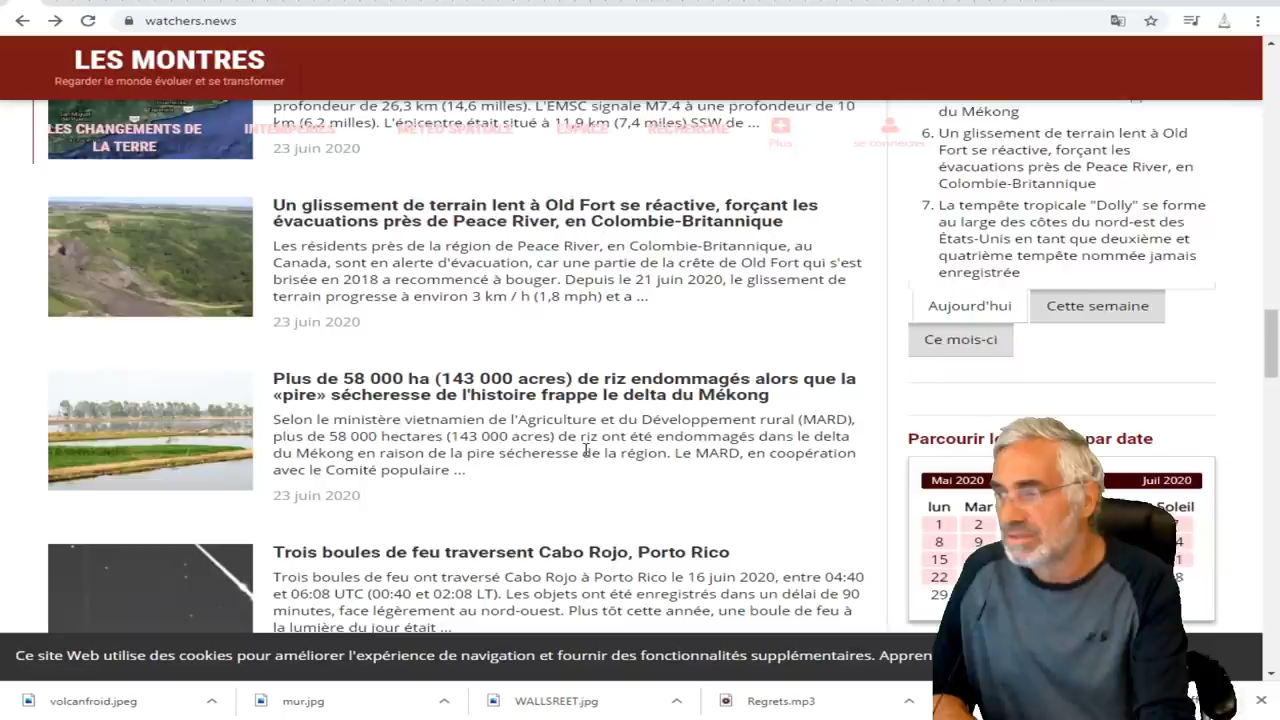 watchers.news
LES MONTRES
Regarder le monde évoluer et se transformer
LES CHANGEMENTS DE
LA TERRE
INTEMPÉRIES
MÉTÉO SPATIALE
ESPACE
RECHERCHE
Plus
se connecter
profondeur de 26,3 km (14,6 milles). L'EMSC signale M7.4 à une profondeur de 10
km (6,2 milles). L'épicentre était situé à 11,9 km (7,4 miles) SSW de ...
23 juin 2020
Un glissement de terrain lent à Old Fort se réactive, forçant les
évacuations près de Peace River, en Colombie-Britannique
Les résidents près de la région de Peace River, en Colombie-Britannique, au
Canada, sont en alerte d'évacuation, car une partie de la crête de Old Fort qui s'est
brisée en 2018 a recommencé à bouger. Depuis le 21 juin 2020, le glissement de
terrain progresse à environ 3 km / h (1,8 mph) et a ...
23 juin 2020
Plus de 58 000 ha (143 000 acres) de riz endommagés alors que la
«pire» sécheresse de l'histoire frappe le delta du Mékong
Selon le ministère vietnamien de l'Agriculture et du Développement rural (MARD),
plus de 58 000 hectares (143 000 acres) de riz ont été endommagés dans le delta
du Mékong en raison de la pire sécheresse de la région. Le MARD, en coopération
avec le Comité populaire ...
23 juin 2020
Trois boules de feu traversent Cabo Rojo, Porto Rico
Trois boules de feu ont traversé Cabo Rojo à Porto Rico le 16 juin 2020, entre 04:40
et 06:08 UTC (00:40 et 02:08 LT). Les objets ont été enregistrés dans un délai de 90
minutes, face légèrement au nord-ouest. Plus tôt cette année, une boule de feu à
la lumière du jour était ...
du Mékong
6. Un glissement de terrain lent à Old
Fort se réactive, forçant les
évacuations près de Peace River, en
Colombie-Britannique
7. La tempête tropicale "Dolly" se forme
au large des côtes du nord-est des
États-Unis en tant que deuxième et
quatrième tempête nommée jamais
enregistrée
Aujourd'hui
Cette semaine
Ce mois-ci
Parcourir par date
Mai 2020 Juil 2020
lun Mar Soleil
1 2
8 9
15
22
29
Ce site Web utilise des cookies pour améliorer l'expérience de navigation et fournir des fonctionnalités supplémentaires.
volcanfroid.jpeg
mur.jpg
WALLSREET.jpg
Regrets.mp3